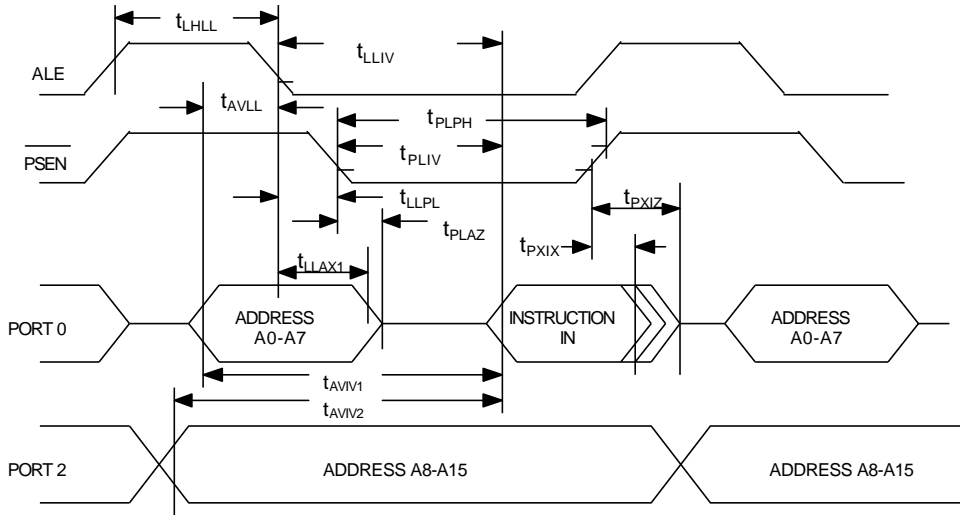 tLHLL
tLLIV
ALE
tAVLL
tPLPH
PSEN
tPLIV
tLLPL
tPXIZ
tPLAZ
tPXIX
tLLAX1
PORT 0
ADDRESS
A0-A7
INSTRUCTION
IN
ADDRESS
A0-A7
tAVIV1
tAVIV2
PORT 2
ADDRESS A8-A15
ADDRESS A8-A15